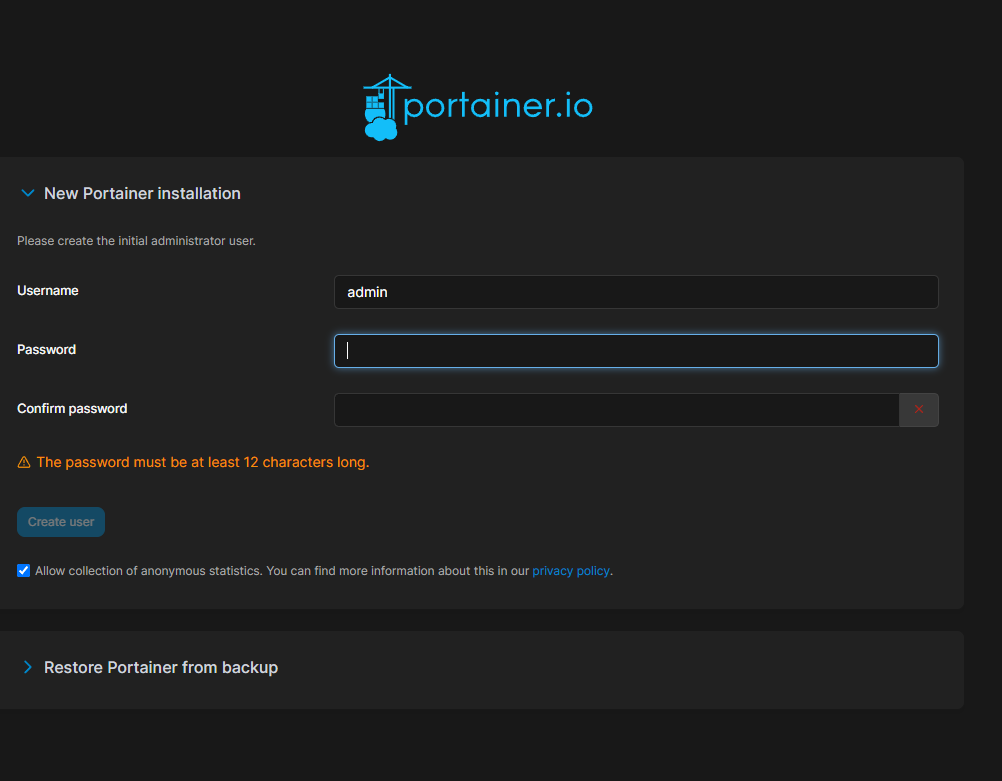 portainer.io
New Portainer installation
Please create the initial administrator user.
Username
admin
Password
Confirm password
The password must be at least 12 characters long.
Create user
Allow collection of anonymous statistics. You can find more information about this in our privacy policy.
Restore Portainer from backup